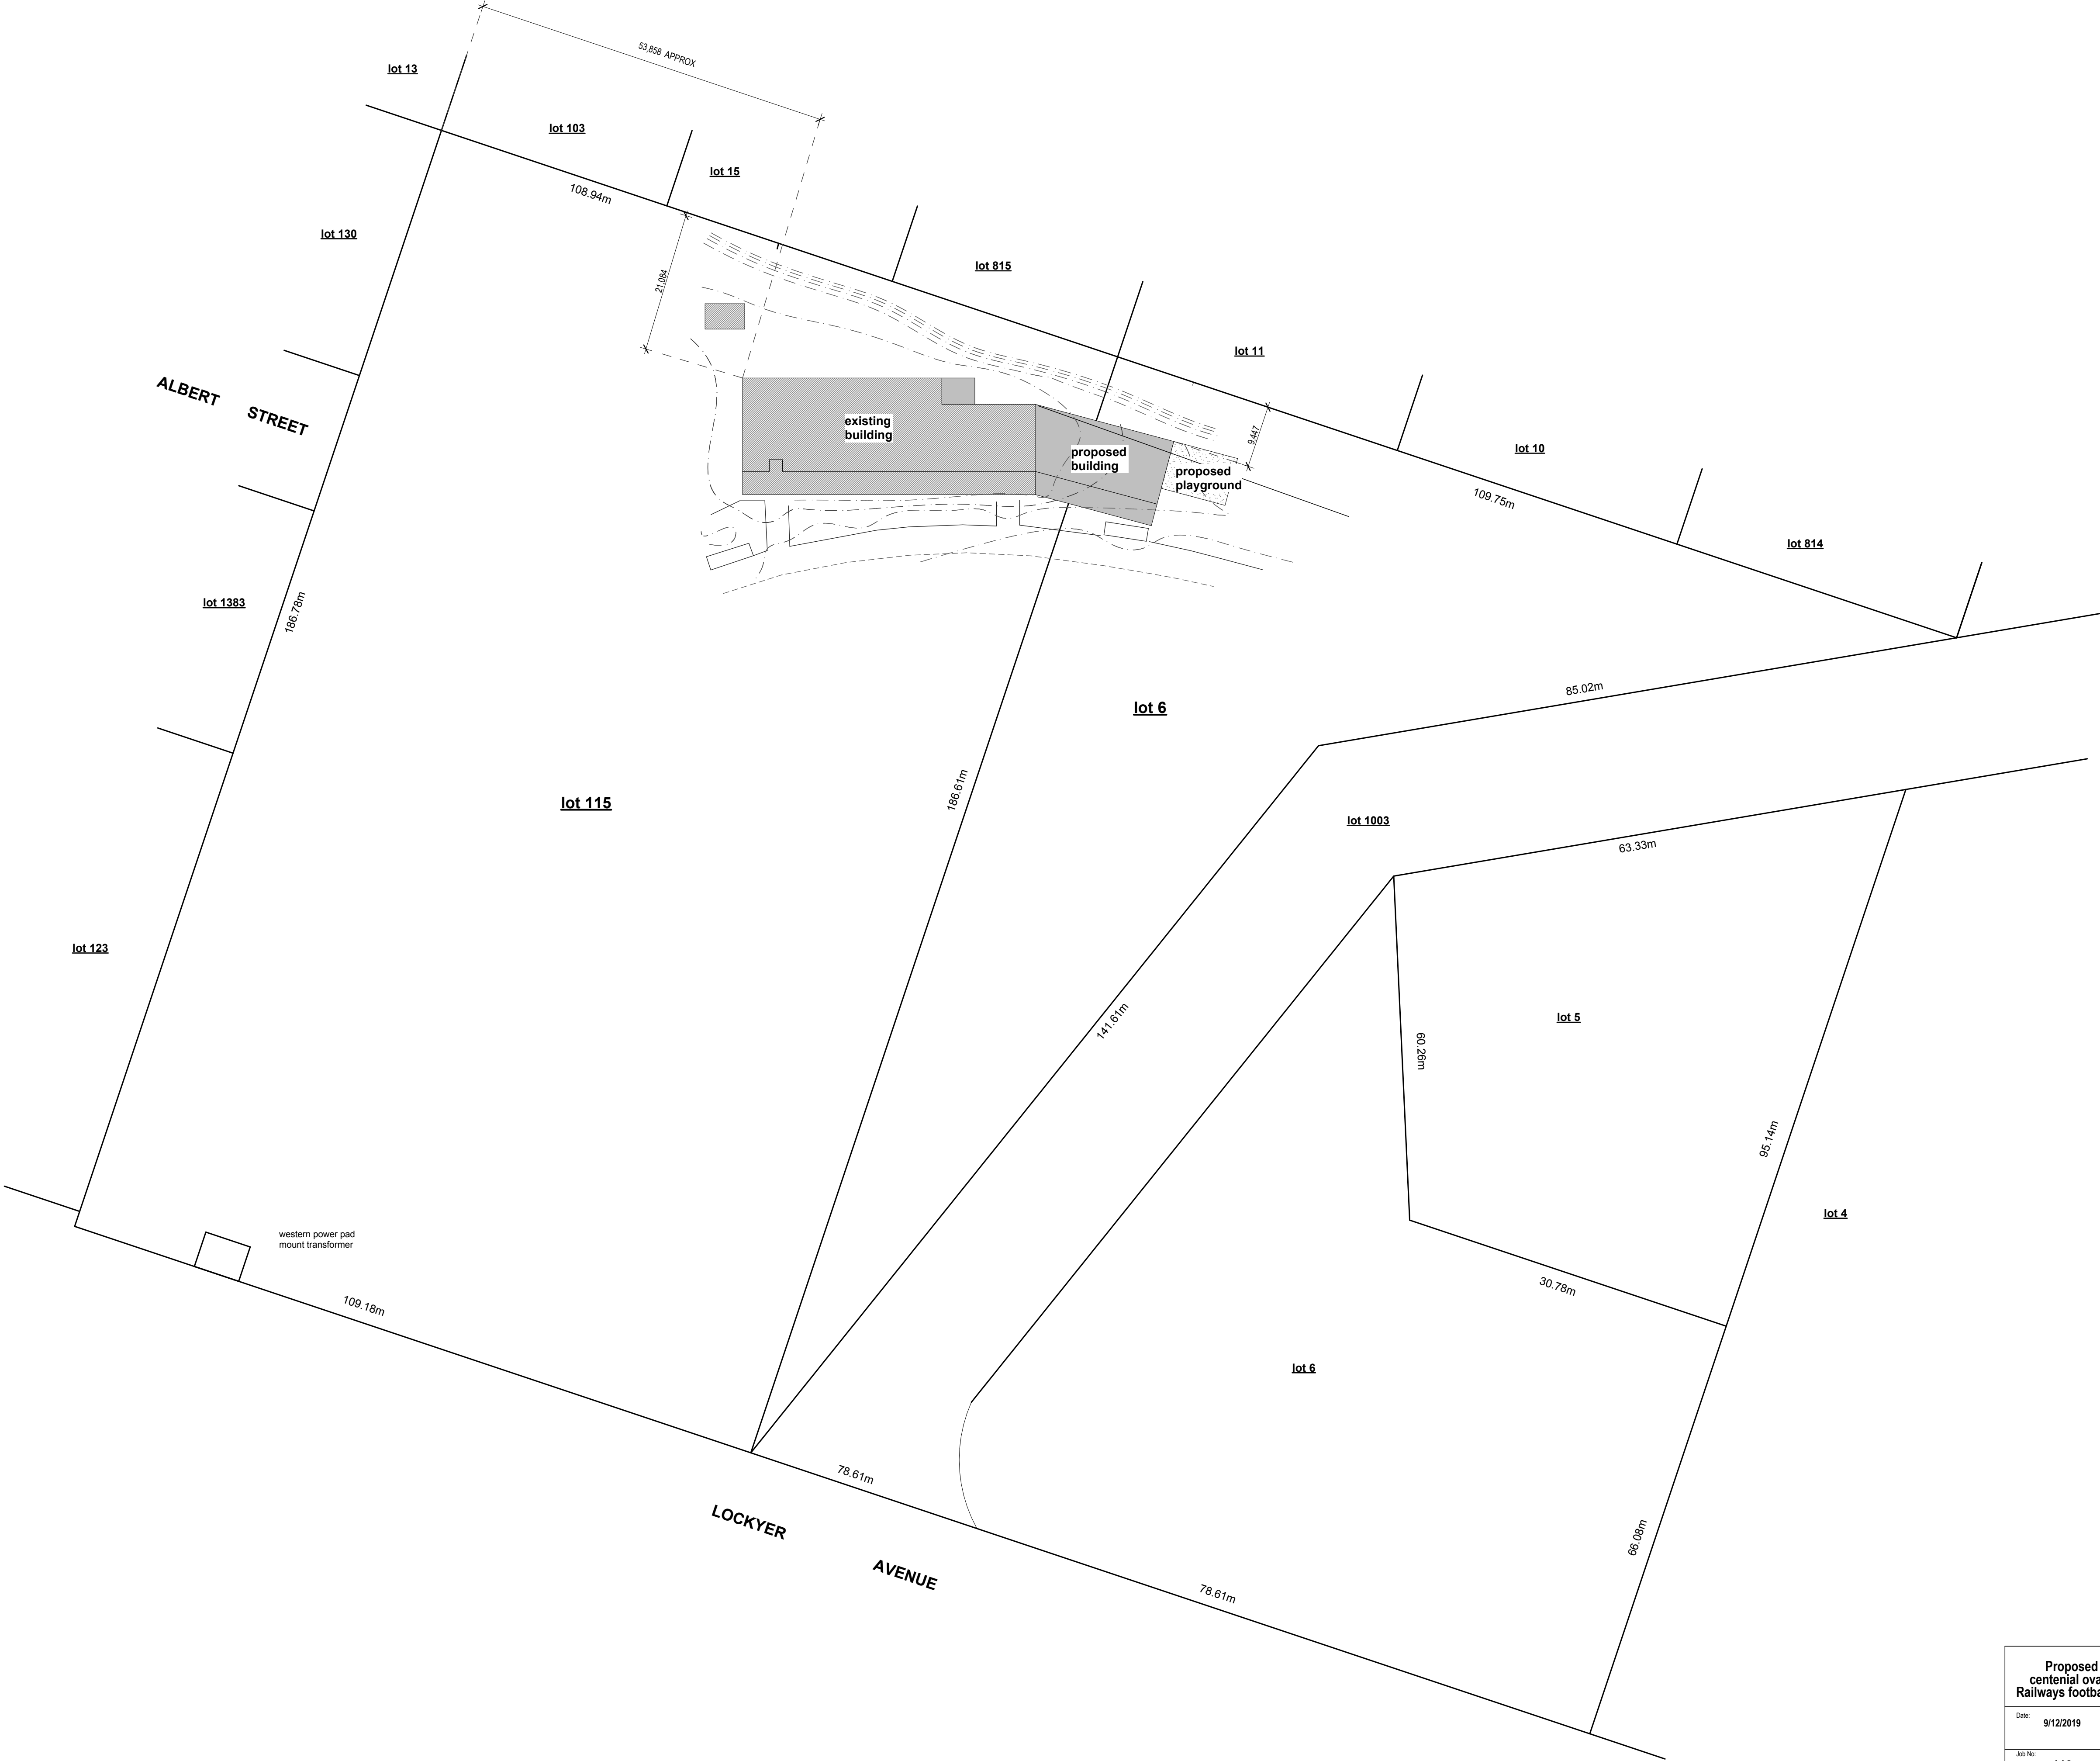 53,858 APPROX
lot 13
lot 103
lot 15
108.94m
lot 130
lot 815
21,084
lot 11
ALBERT STREET
existing
building
proposed
building
9,447
lot 10
proposed
playground
109.75m
lot 814
lot 1383
186.78m
85.02m
lot 6
186.61m
lot 115
lot 1003
63.33m
lot 123
141.61m
lot 5
60.26m
95.14m
lot 4
western power pad
mount transformer
30.78m
109.18m
lot 6
78.61m
LOCKYER AVENUE
66.08m
78.61m
Proposed
centenial ova
Railways footba
Date:
9/12/2019
Job No: